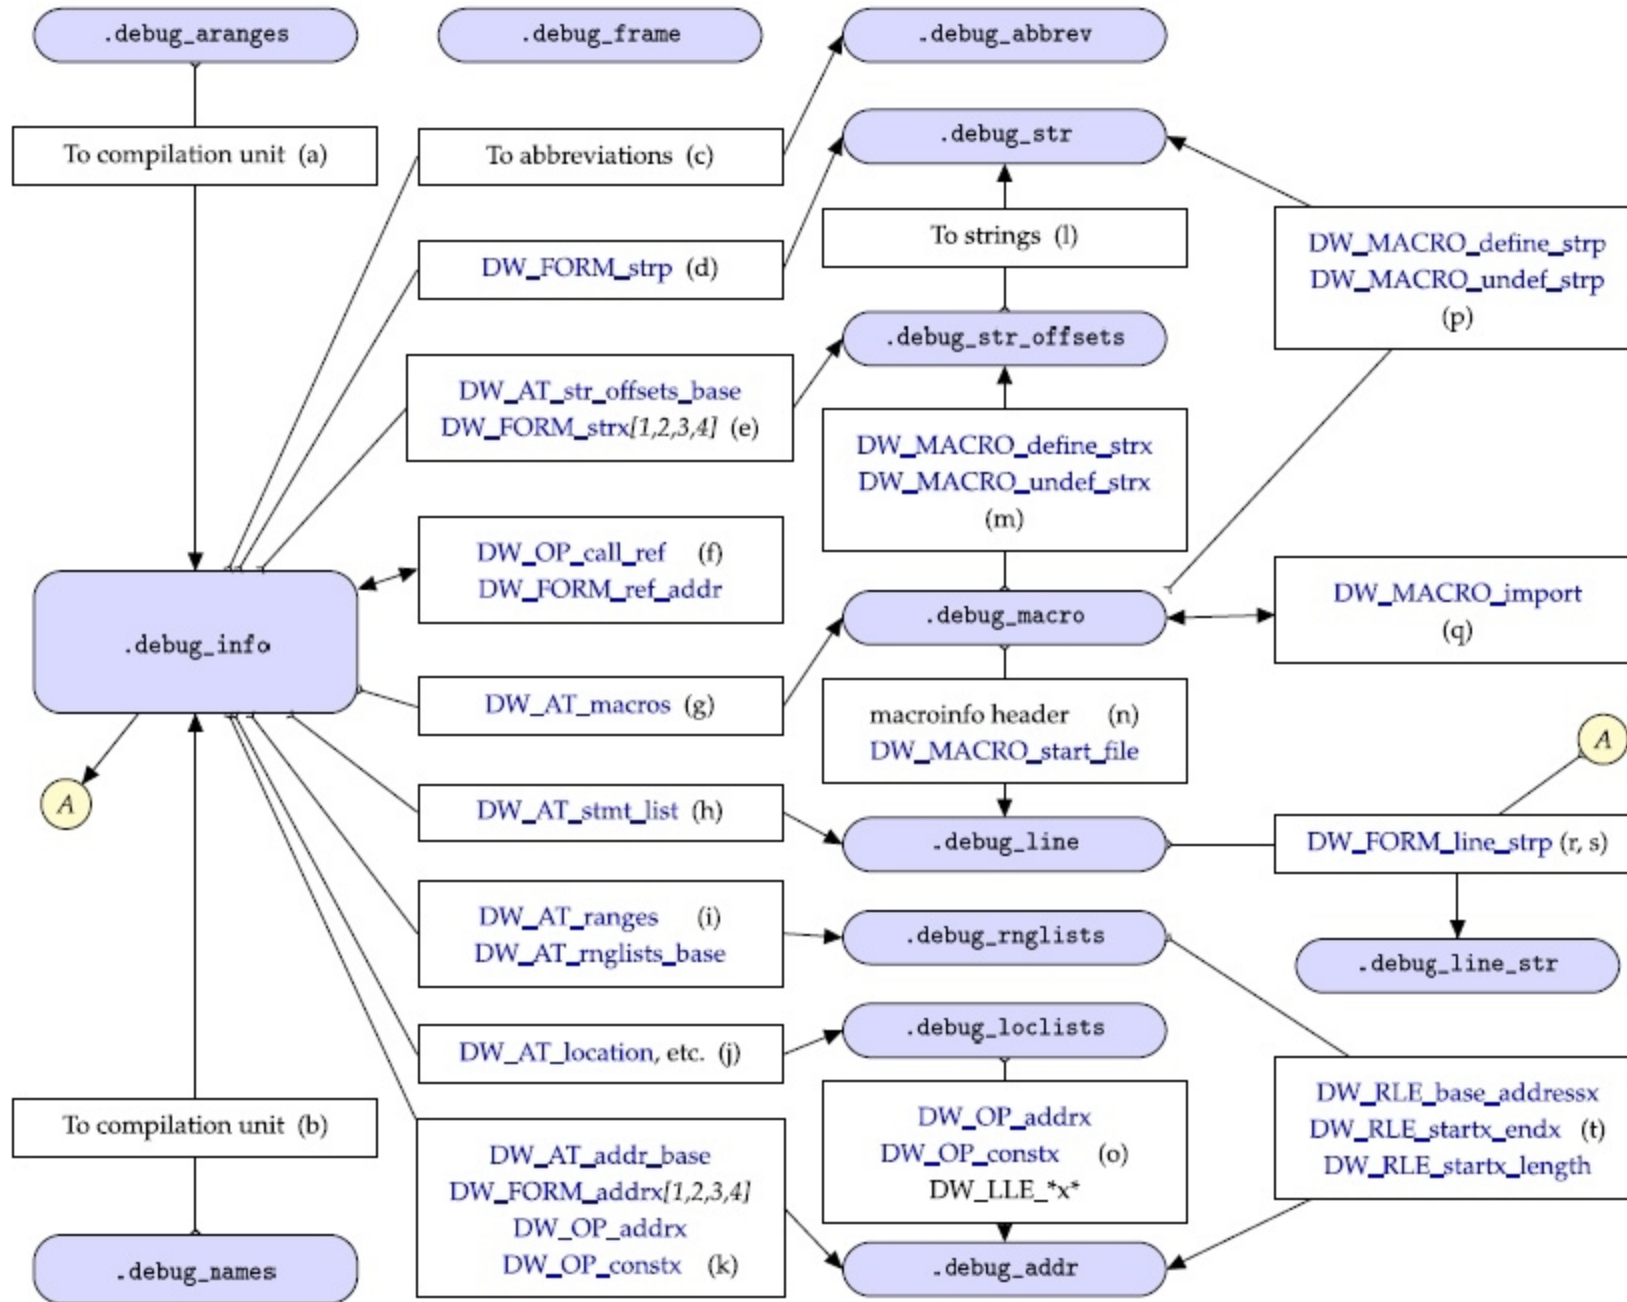 .debug_aranges
.debug_frame
.debug_abbrev
To compilation unit (a)
To abbreviations (c)
.debug_str
DW_FORM_strp (d)
To strings (l)
DW_MACRO_define_strp
DW_MACRO_undef_strp
(p)
.debug_str_offsets
DW_AT_str_offsets_base
DW_FORM_strx[1,2,3,4] (e)
DW_MACRO_define_strx
DW_MACRO_undef_strx
(m)
DW_OP_call_ref (f)
DW_FORM_ref_addr
.debug_info
.debug_macro
DW_MACRO_import
(q)
DW_AT_macros (g)
macroinfo header (n)
DW_MACRO_start_file
A
A
DW_AT_stmt_list (h)
.debug_line
DW_FORM_line_strp (r, s)
DW_AT_ranges (i)
DW_AT_rnglists_base
.debug_rnglists
.debug_line_str
DW_AT_location, etc. (j)
.debug_loclists
To compilation unit (b)
DW_AT_addr_base
DW_FORM_addrx[1,2,3,4]
DW_OP_addrx
DW_OP_constx (k)
DW_OP_addrx
DW_OP_constx (o)
DW_LLE_*x*
DW_RLE_base_addressx
DW_RLE_startx_endx (t)
DW_RLE_startx_length
.debug_names
.debug_addr